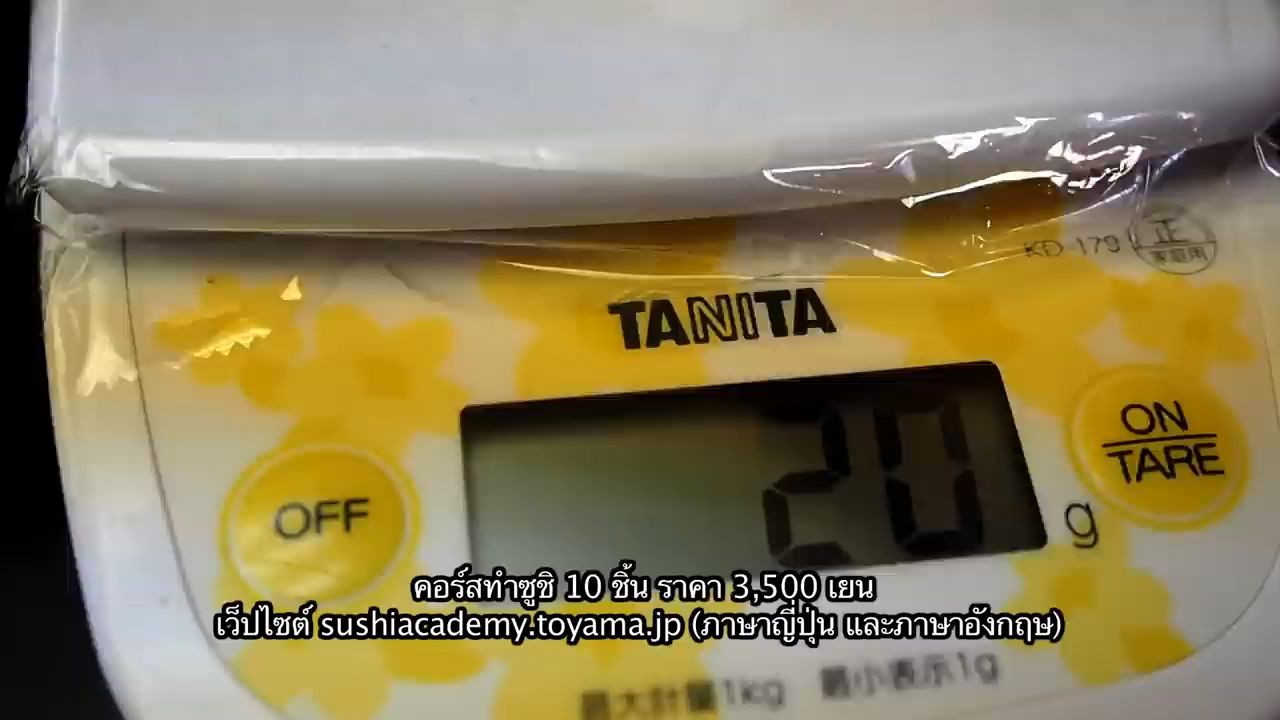 KD-179
正
家庭用
TANITA
20
g
ON
TARE
OFF
คอร์สทำซูชิ 10 ชิ้น ราคา 3,500 เยน
เว็ปไซต์ sushiacademy.toyama.jp (ภาษาญี่ปุ่น และภาษาอังกฤษ)
最大計量1kg 最小表示1g